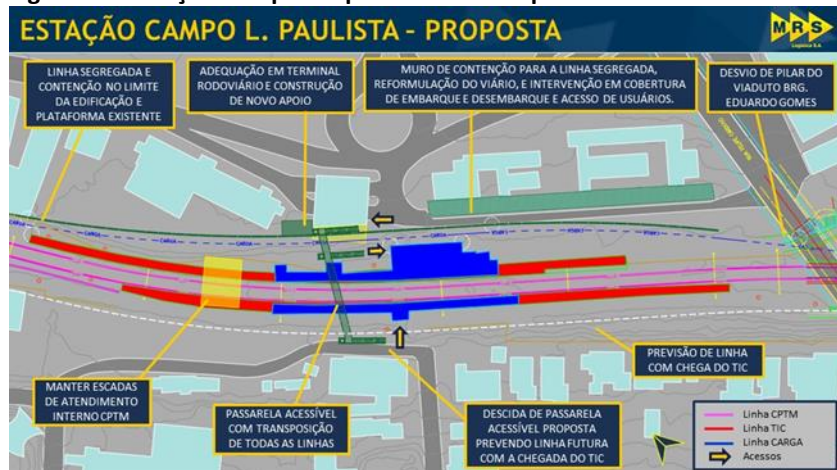 ESTAÇÃO CAMPO L. PAULISTA – PROPOSTA
MRS
Logística S.A.
LINHA SEGREGADA E
CONTENÇÃO NO LIMITE
DA EDIFICAÇÃO E
PLATAFORMA EXISTENTE
ADEQUAÇÃO EM TERMINAL
RODOVIÁRIO E CONSTRUÇÃO
DE NOVO APOIO
MURO DE CONTENÇÃO PARA A LINHA SEGREGADA,
REFORMULAÇÃO DO VIÁRIO, E INTERVENÇÃO EM COBERTURA
DE EMBARQUE E DESEMBARQUE E ACESSO DE USUÁRIOS.
DESVIO DE PILAR DO
VIADUTO BRG.
EDUARDO GOMES
CARGA
CARGA
CARGA
CARGA
MANTER ESCADAS
DE ATENDIMENTO
INTERNO CPTM
PASSARELA ACESSÍVEL
COM TRANSPOSIÇÃO
DE TODAS AS LINHAS
DESCIDA DE PASSARELA
ACESSÍVEL PROPOSTA
PREVENDO LINHA FUTURA
COM A CHEGADA DO TIC
PREVISÃO DE LINHA
COM CHEGA DO TIC
Linha CPTM
Linha TIC
Linha CARGA
Acessos